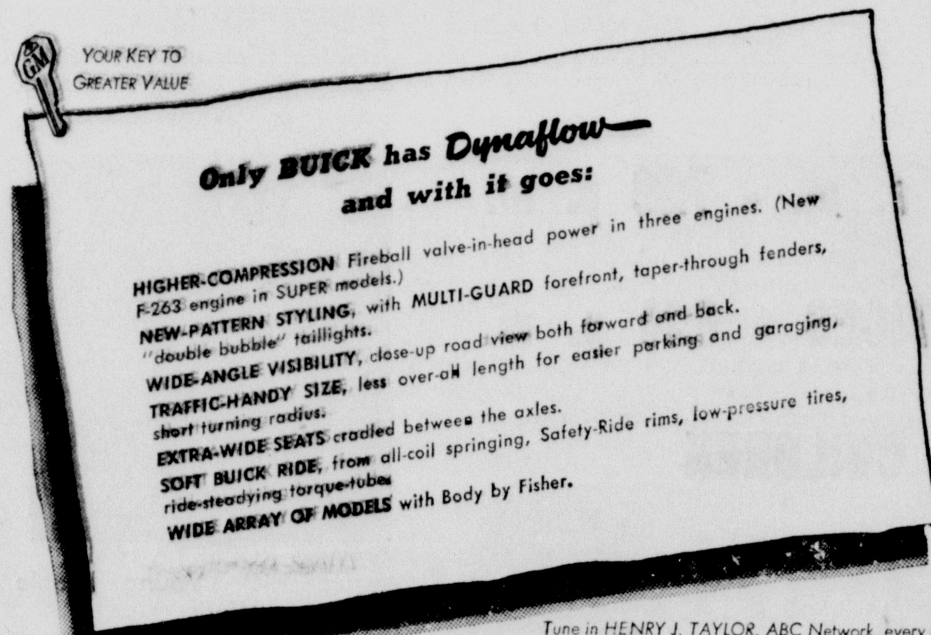 GM
YOUR KEY TO
GREATER VALUE
Only BUICK has Dynaflow
and with it goes:
HIGHER-COMPRESSION Fireball valve-in-head power in three engines. (New
F-263 engine in SUPER models.)
NEW-PATTERN STYLING, with MULTI-GUARD forefront, taper-through fenders,
"double bubble" taillights.
WIDE-ANGLE VISIBILITY, close-up road view both forward and back.
TRAFFIC-HANDY SIZE, less over-all length for easier parking and garaging,
short turning radius.
EXTRA-WIDE SEATS cradled between the axles.
SOFT BUICK RIDE, from all-coil springing, Safety-Ride rims, low-pressure tires,
ride-steadying torque-tube.
WIDE ARRAY OF MODELS with Body by Fisher.
Tune in HENRY J. TAYLOR, ABC Network, every